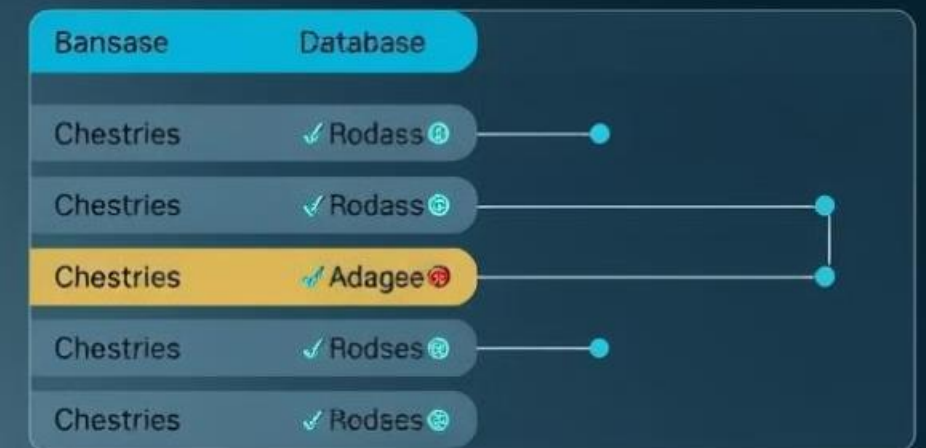 Bansase Database
Chestries Rodass
Chestries Rodass
Chestries Adagee
Chestries Rodses
Chestries Rodses